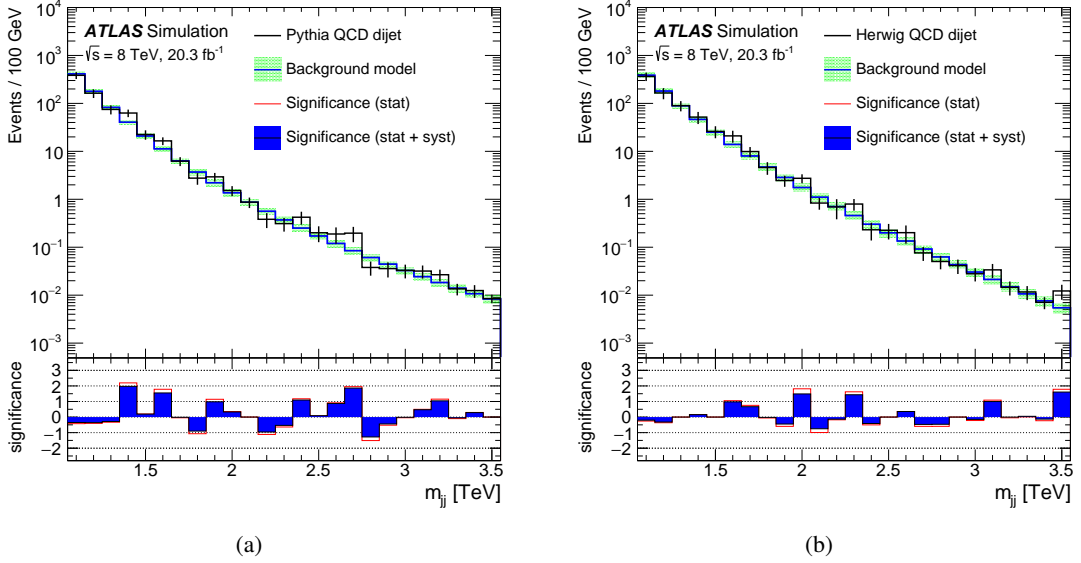 ATLAS Simulation
√s = 8 TeV, 20.3 fb⁻¹
Pythia QCD dijet
Background model
Significance (stat)
Significance (stat + syst)
Events / 100 GeV
10⁴
10³
10²
10
1
10⁻¹
10⁻²
10⁻³
significance
3
2
1
0
−1
−2
1.5 2 2.5 3 3.5
m_jj [TeV]
(a)
ATLAS Simulation
√s = 8 TeV, 20.3 fb⁻¹
Herwig QCD dijet
Background model
Significance (stat)
Significance (stat + syst)
Events / 100 GeV
10⁴
10³
10²
10
1
10⁻¹
10⁻²
10⁻³
significance
3
2
1
0
−1
−2
1.5 2 2.5 3 3.5
m_jj [TeV]
(b)